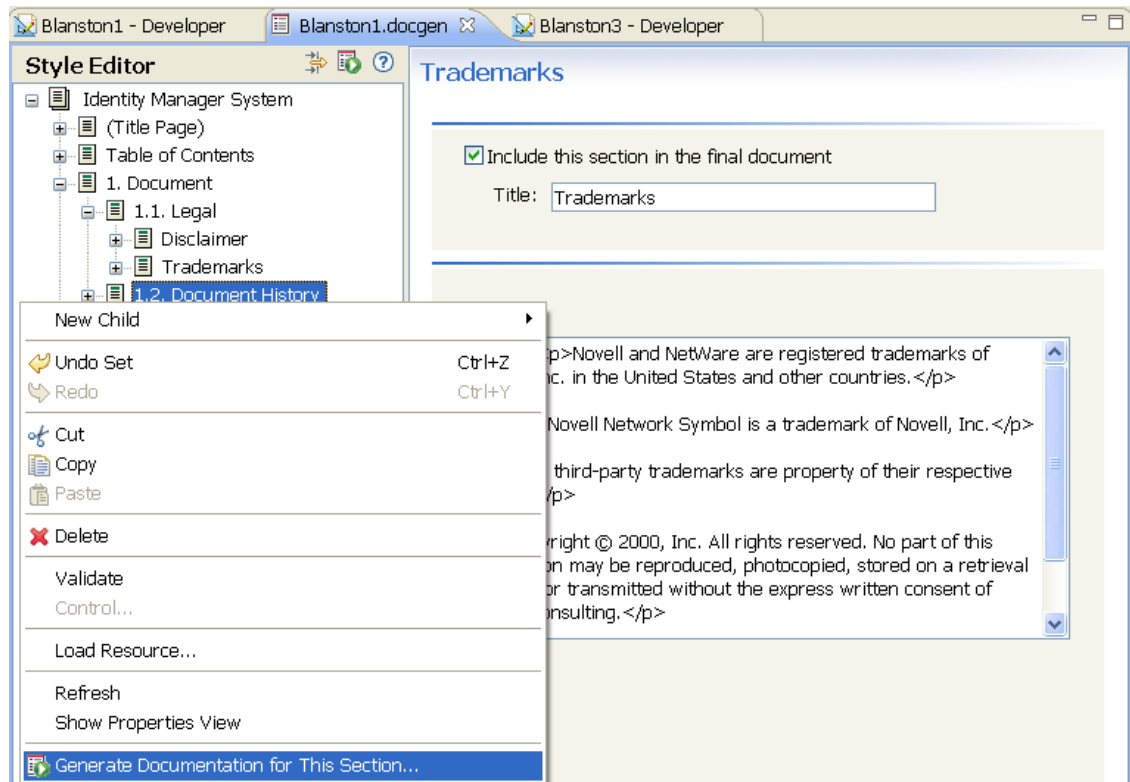 Blanston1 - Developer
Blanston1.docgen
Blanston3 - Developer
Style Editor
Identity Manager System
(Title Page)
Table of Contents
1. Document
1.1. Legal
Disclaimer
Trademarks
1.2. Document History
New Child
Undo Set Ctrl+Z
Redo Ctrl+Y
Cut
Copy
Paste
Delete
Validate
Control...
Load Resource...
Refresh
Show Properties View
Generate Documentation for This Section...
Trademarks
Include this section in the final document
Title: Trademarks
p>Novell and NetWare are registered trademarks of
nc. in the United States and other countries.</p>
Novell Network Symbol is a trademark of Novell, Inc.</p>
third-party trademarks are property of their respective
/p>
right © 2000, Inc. All rights reserved. No part of this
on may be reproduced, photocopied, stored on a retrieval
or transmitted without the express written consent of
onsulting.</p>